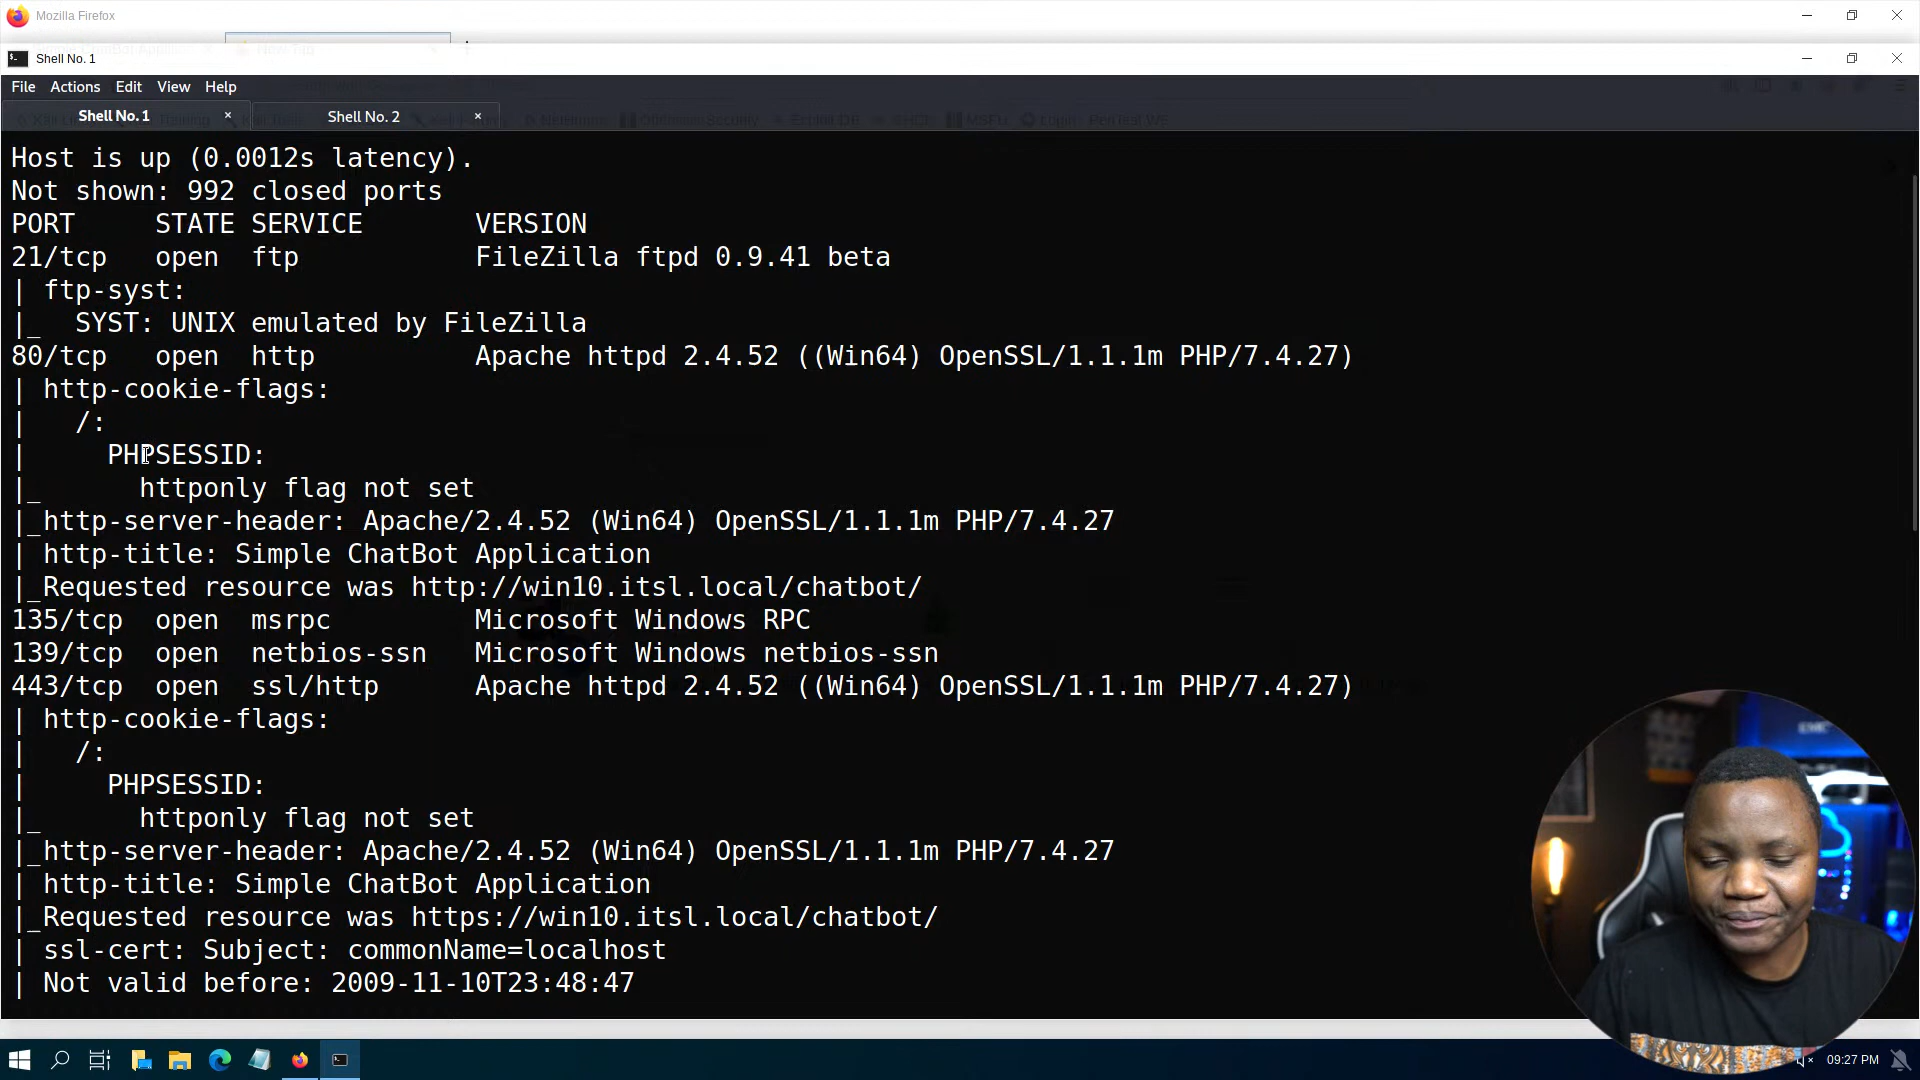 Mozilla Firefox
Shell No. 1
File Actions Edit View Help
Shell No. 1 × Shell No. 2 ×
Host is up (0.0012s latency).
Not shown: 992 closed ports
PORT STATE SERVICE VERSION
21/tcp open ftp FileZilla ftpd 0.9.41 beta
| ftp-syst:
|_ SYST: UNIX emulated by FileZilla
80/tcp open http Apache httpd 2.4.52 ((Win64) OpenSSL/1.1.1m PHP/7.4.27)
| http-cookie-flags:
| /:
| PHPSESSID:
|_ httponly flag not set
|_http-server-header: Apache/2.4.52 (Win64) OpenSSL/1.1.1m PHP/7.4.27
| http-title: Simple ChatBot Application
|_Requested resource was http://win10.itsl.local/chatbot/
135/tcp open msrpc Microsoft Windows RPC
139/tcp open netbios-ssn Microsoft Windows netbios-ssn
443/tcp open ssl/http Apache httpd 2.4.52 ((Win64) OpenSSL/1.1.1m PHP/7.4.27)
| http-cookie-flags:
| /:
| PHPSESSID:
|_ httponly flag not set
|_http-server-header: Apache/2.4.52 (Win64) OpenSSL/1.1.1m PHP/7.4.27
| http-title: Simple ChatBot Application
|_Requested resource was https://win10.itsl.local/chatbot/
| ssl-cert: Subject: commonName=localhost
| Not valid before: 2009-11-10T23:48:47
09:27 PM